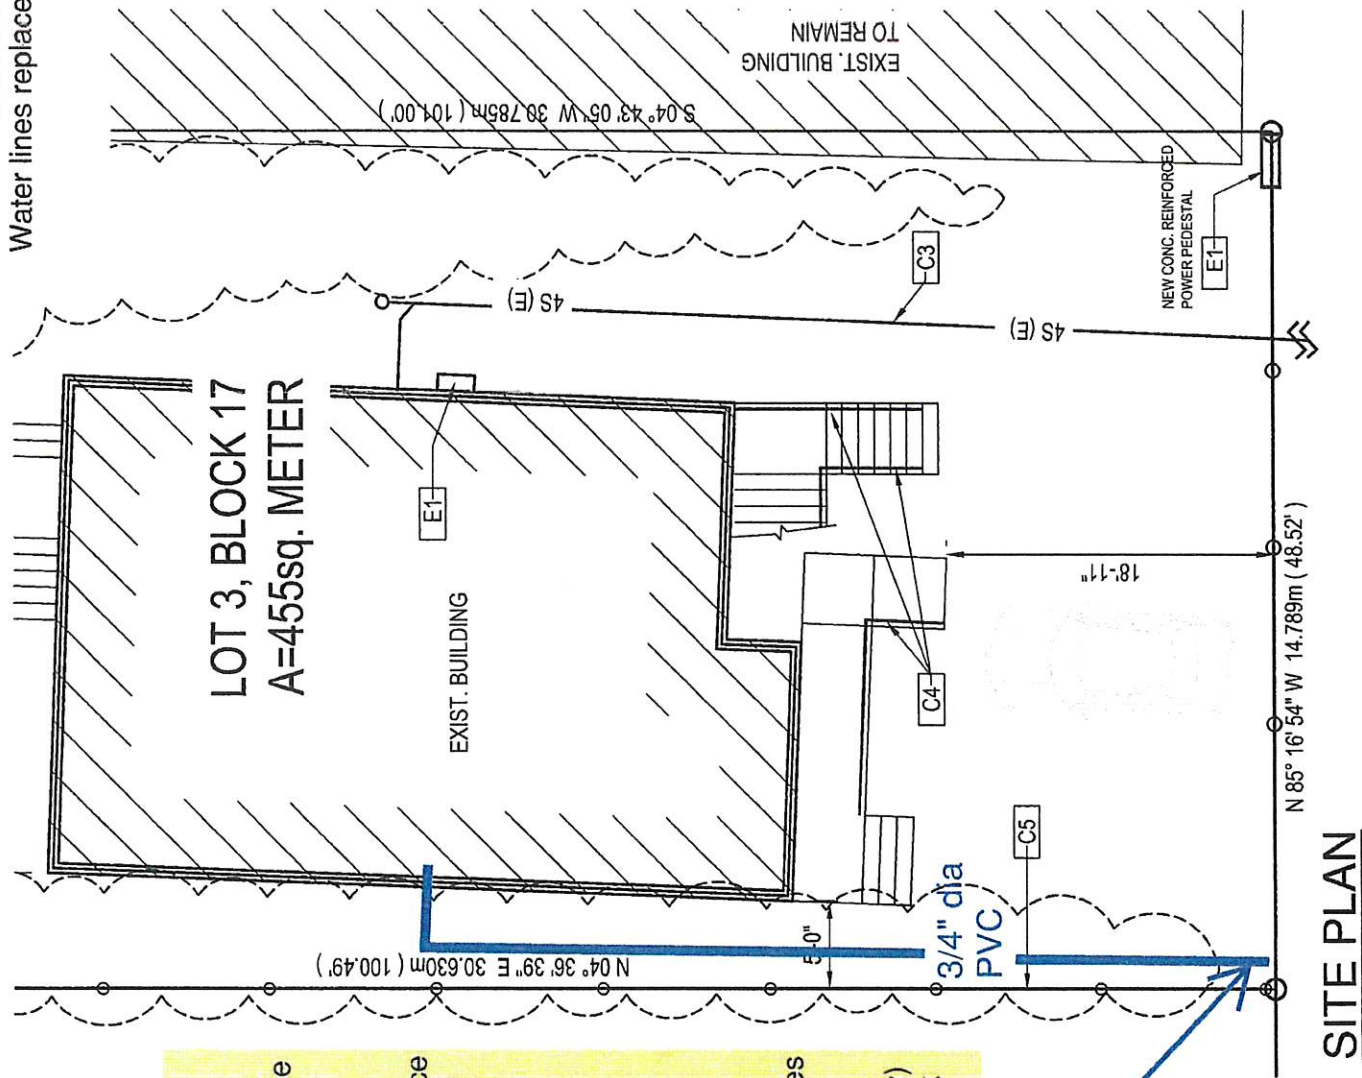 Water lines replace
EXIST. BUILDING
TO REMAIN
S 04° 43' 05" W 30.785m ( 101.00' )
NEW CONC. REINFORCED
POWER PEDESTAL
E1
C3
4S (E)
4S (E)
LOT 3, BLOCK 17
A=455sq. METER
E1
EXIST. BUILDING
18'-11"
C4
N 85° 16' 54" W 14.789m ( 48.52' )
C5
3/4" dia
PVC
5'-0"
N 04° 36' 39" E 30.630m ( 100.49' )
SITE PLAN